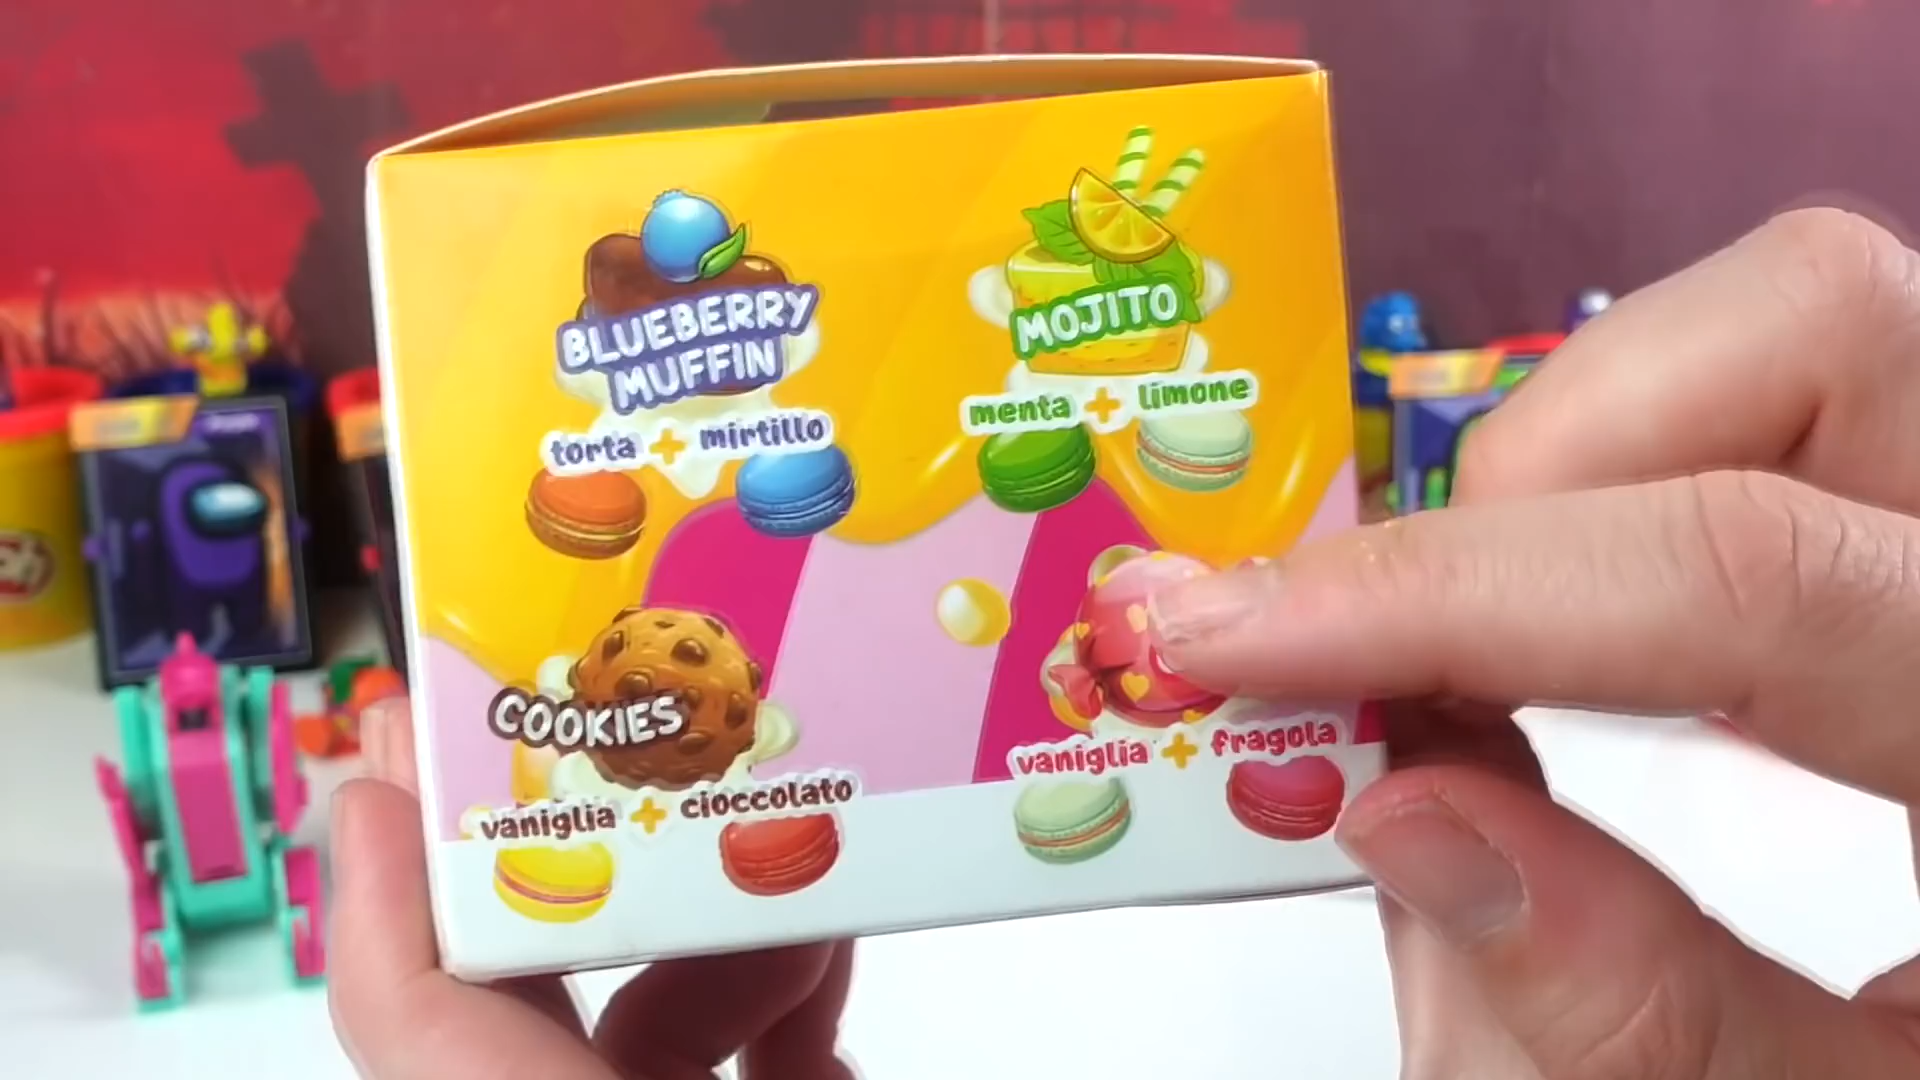 BLUEBERRY
MUFFIN
torta + mirtillo
MOJITO
menta + limone
COOKIES
vaniglia + cioccolato
vaniglia + fragola